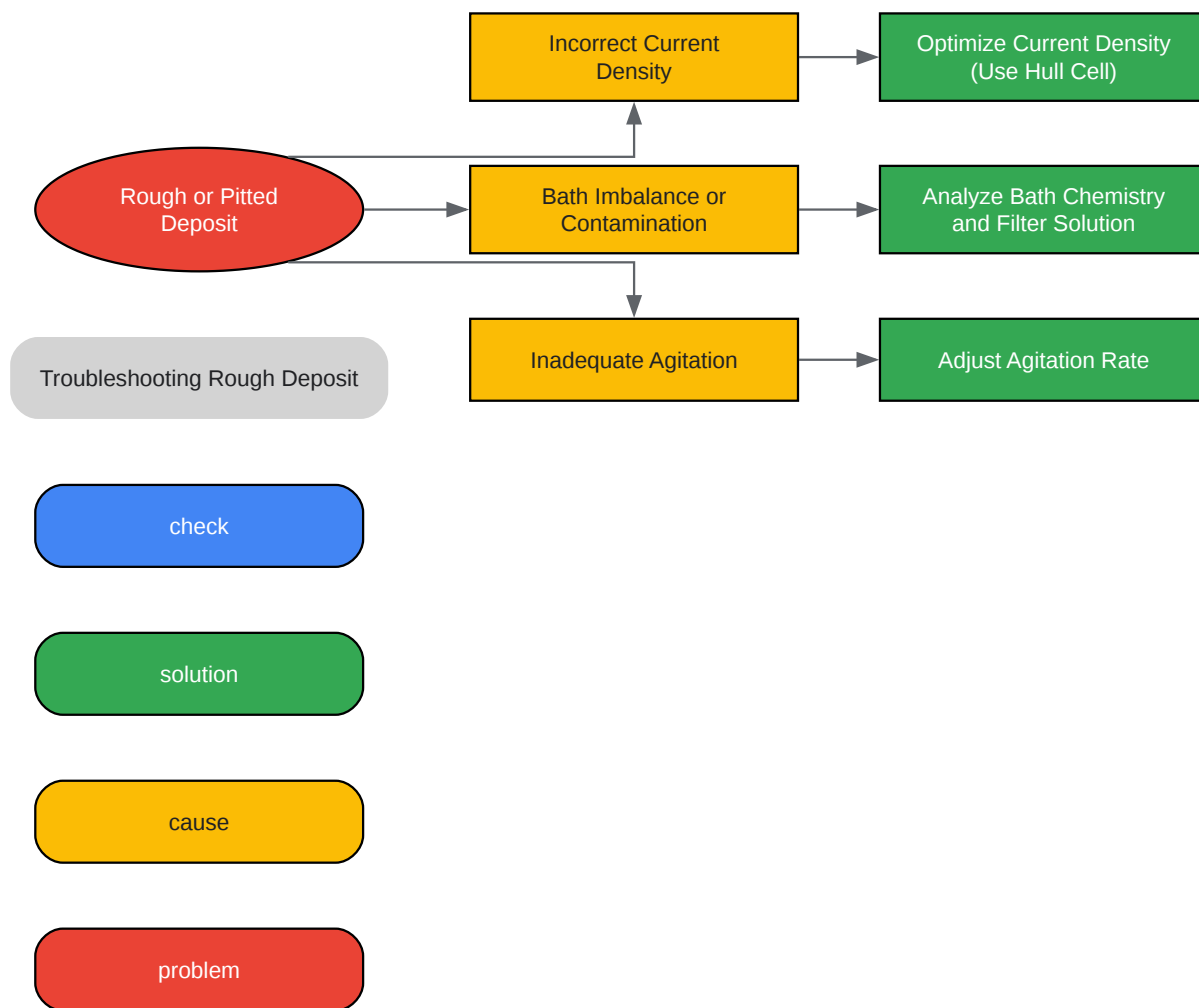 Incorrect Current
Density
Optimize Current Density
(Use Hull Cell)
Rough or Pitted
Deposit
Bath Imbalance or
Contamination
Analyze Bath Chemistry
and Filter Solution
Inadequate Agitation
Adjust Agitation Rate
Troubleshooting Rough Deposit
check
solution
cause
problem